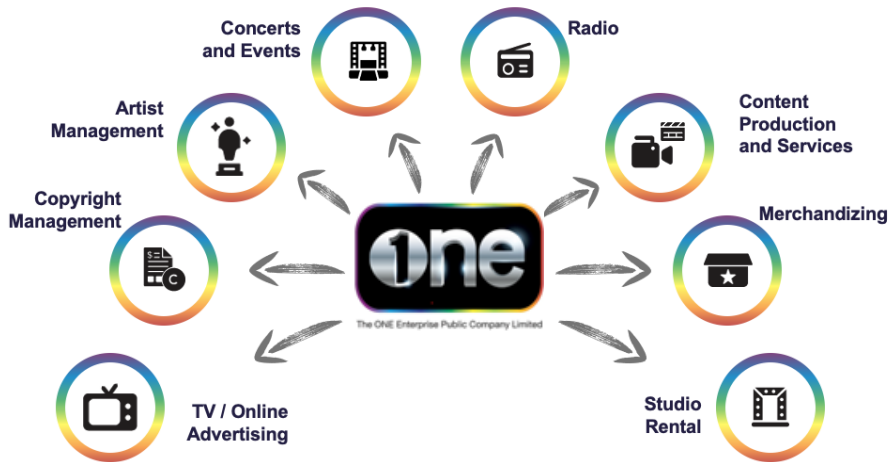 Concerts
and Events
Radio
Artist
Management
Content
Production
and Services
Copyright
Management
Merchandizing
one
The ONE Enterprise Public Company Limited
TV / Online
Advertising
Studio
Rental